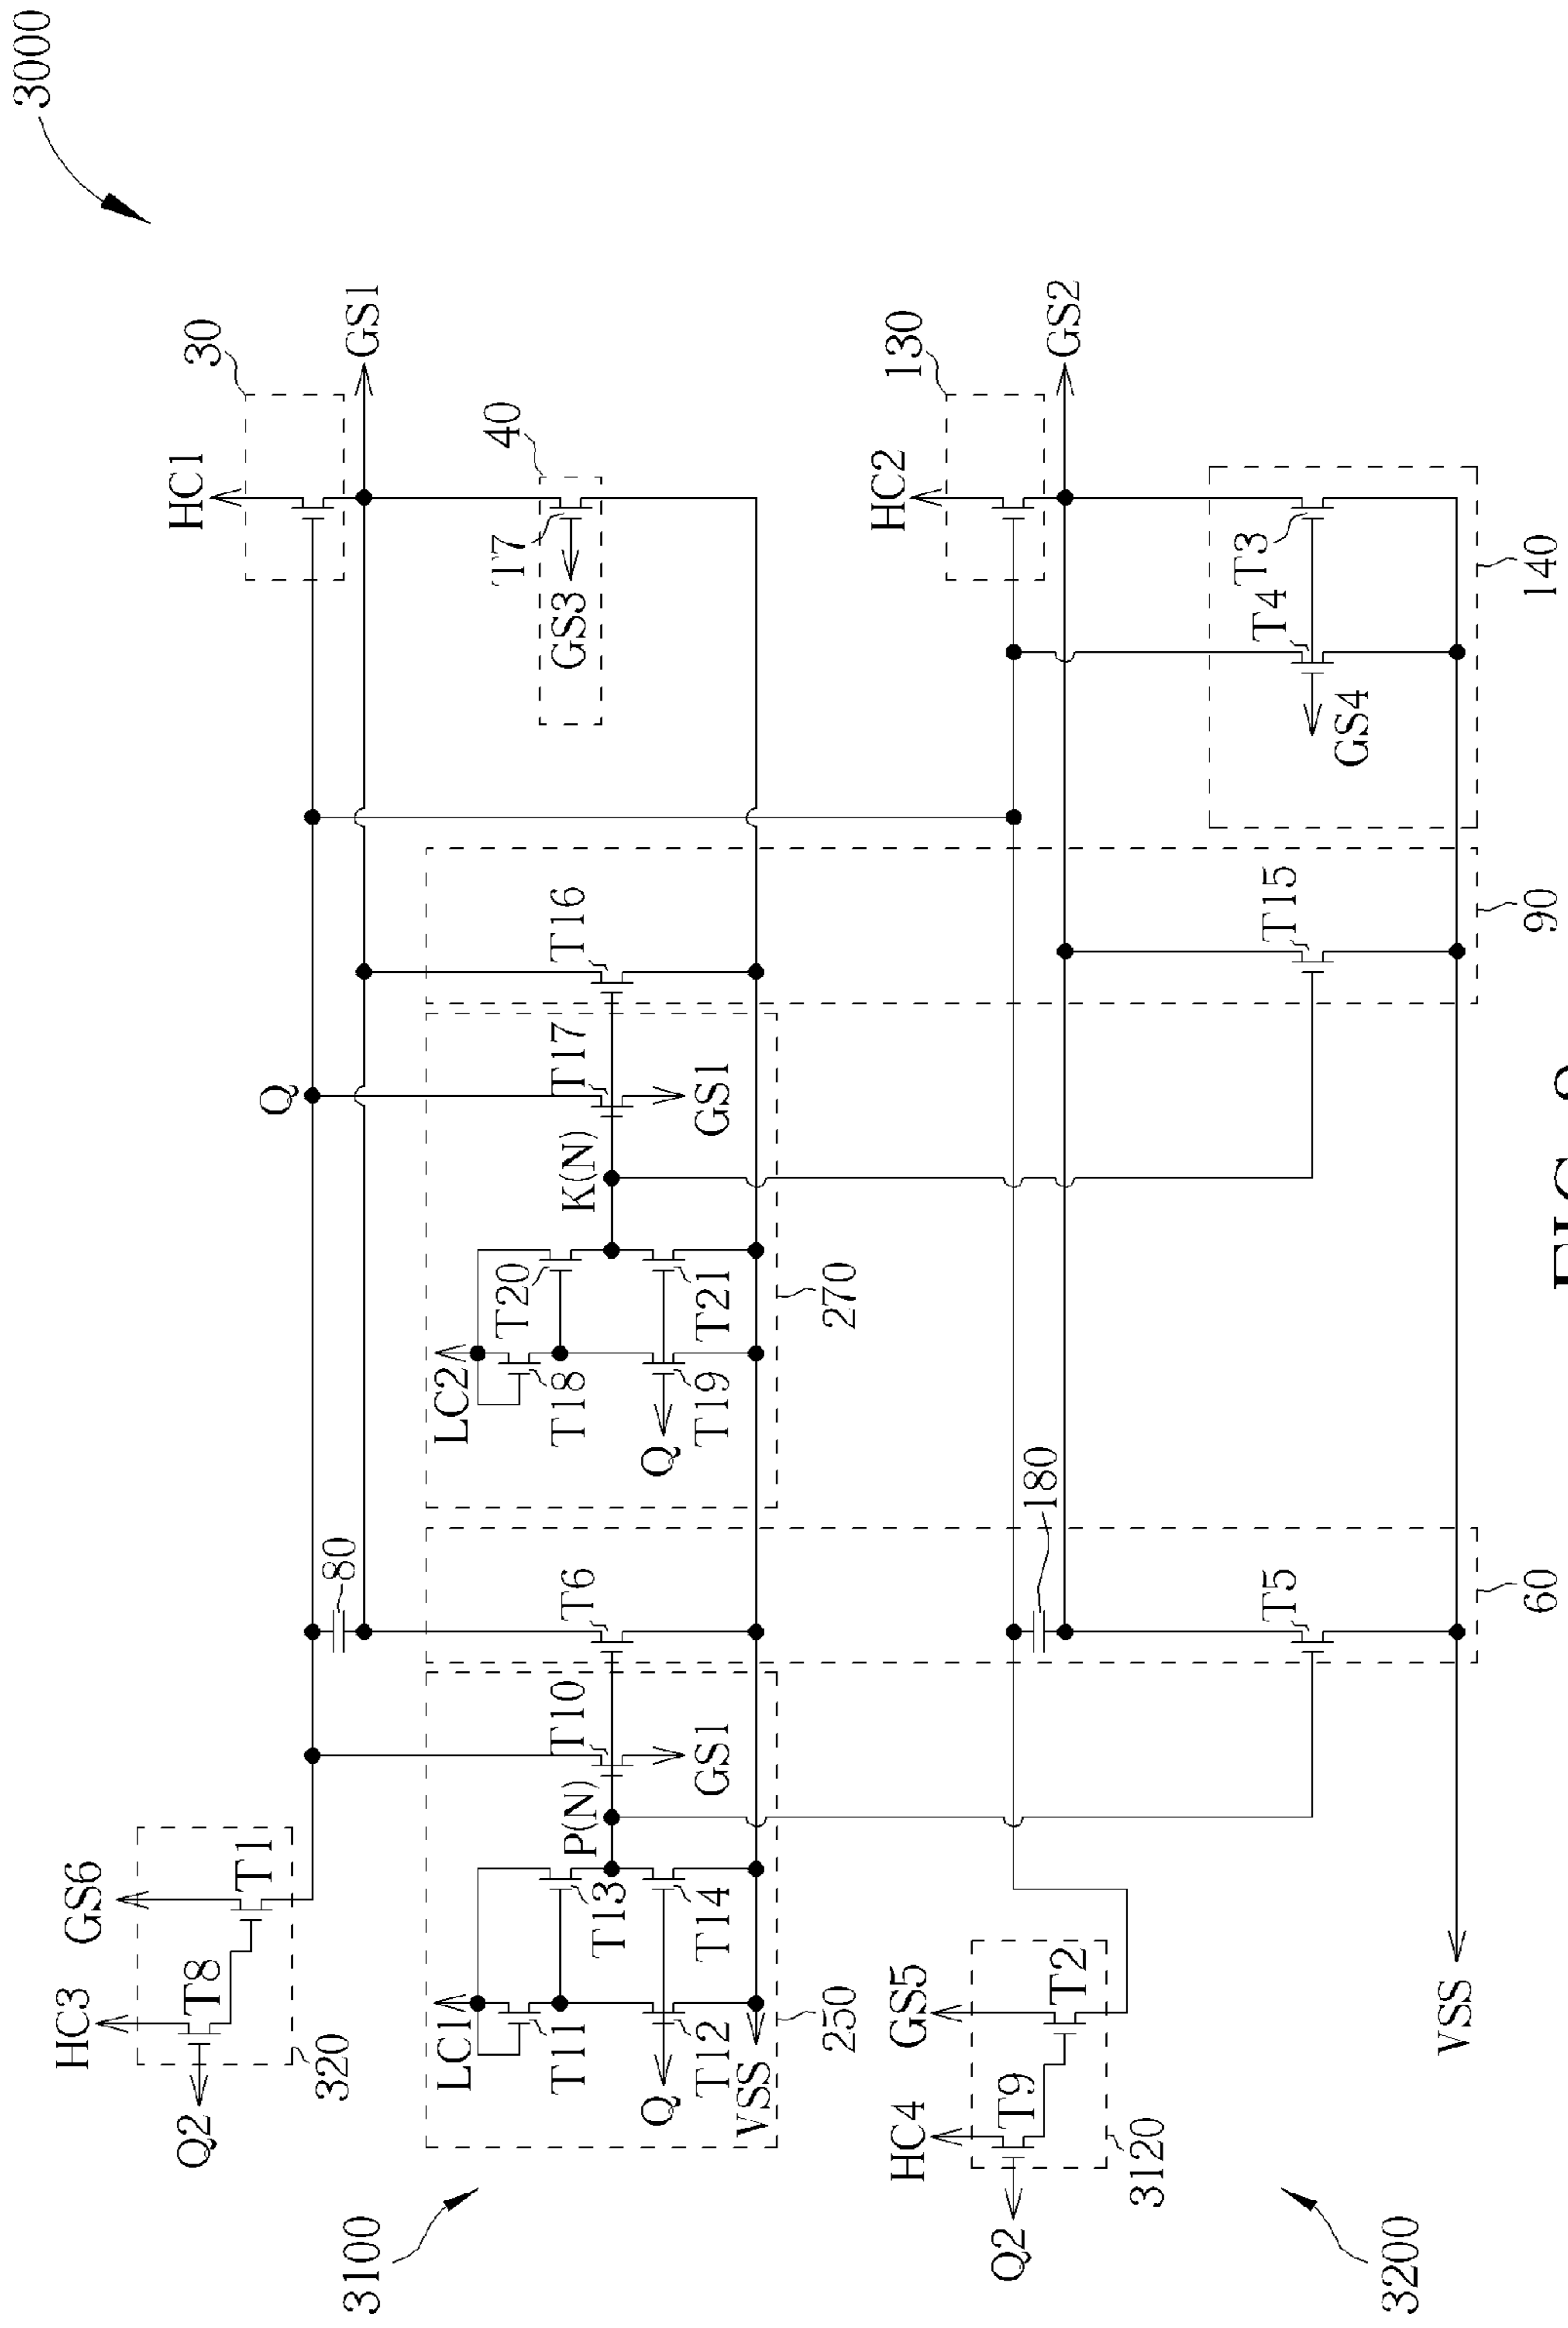 3000
HC1
30
GS1
40
T7
GS3
HC2
130
GS2
T3
T4
GS4
140
T16
T15
90
Q
T17
GS1
K(N)
LC2
T20
T18
T21
T19
Q
270
80
T6
180
T5
60
T10
GS1
P(N)
LC1
T13
T11
T14
T12
Q
VSS
250
GS6
T1
HC3
T8
Q2
320
GS5
T2
HC4
T9
Q2
3120
VSS
3100
3200